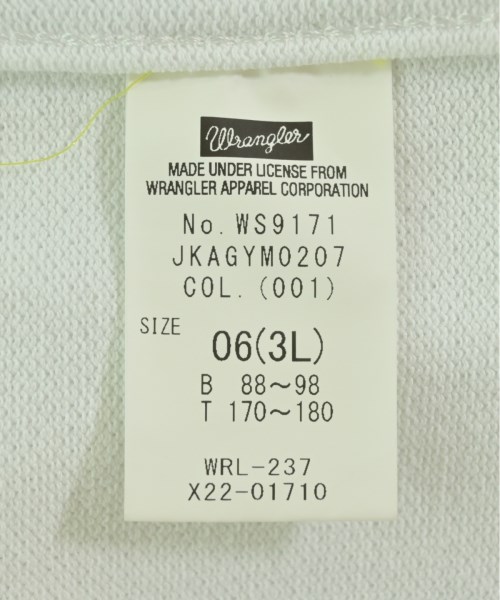 Wrangler
MADE UNDER LICENSE FROM
WRANGLER APPAREL CORPORATION
No. WS9171
JKAGYM0207
COL. (001)
SIZE 06(3L)
B 88～98
T 170～180
WRL-237
X22-01710